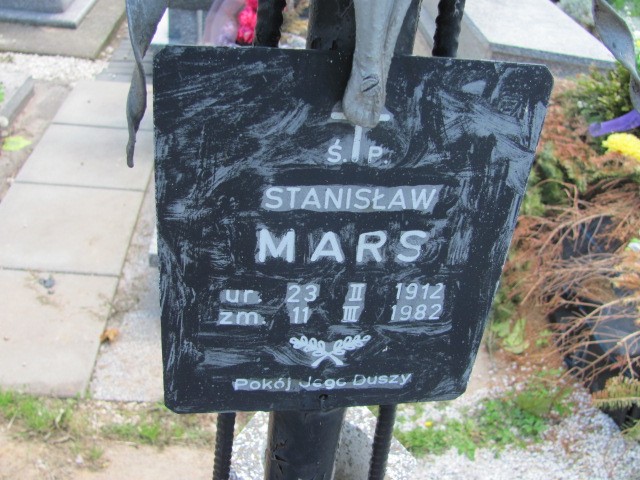 Ś. P.
STANISŁAW
MARS
ur. 23 II 1912
zm. 11 III 1982
Pokój Jego Duszy